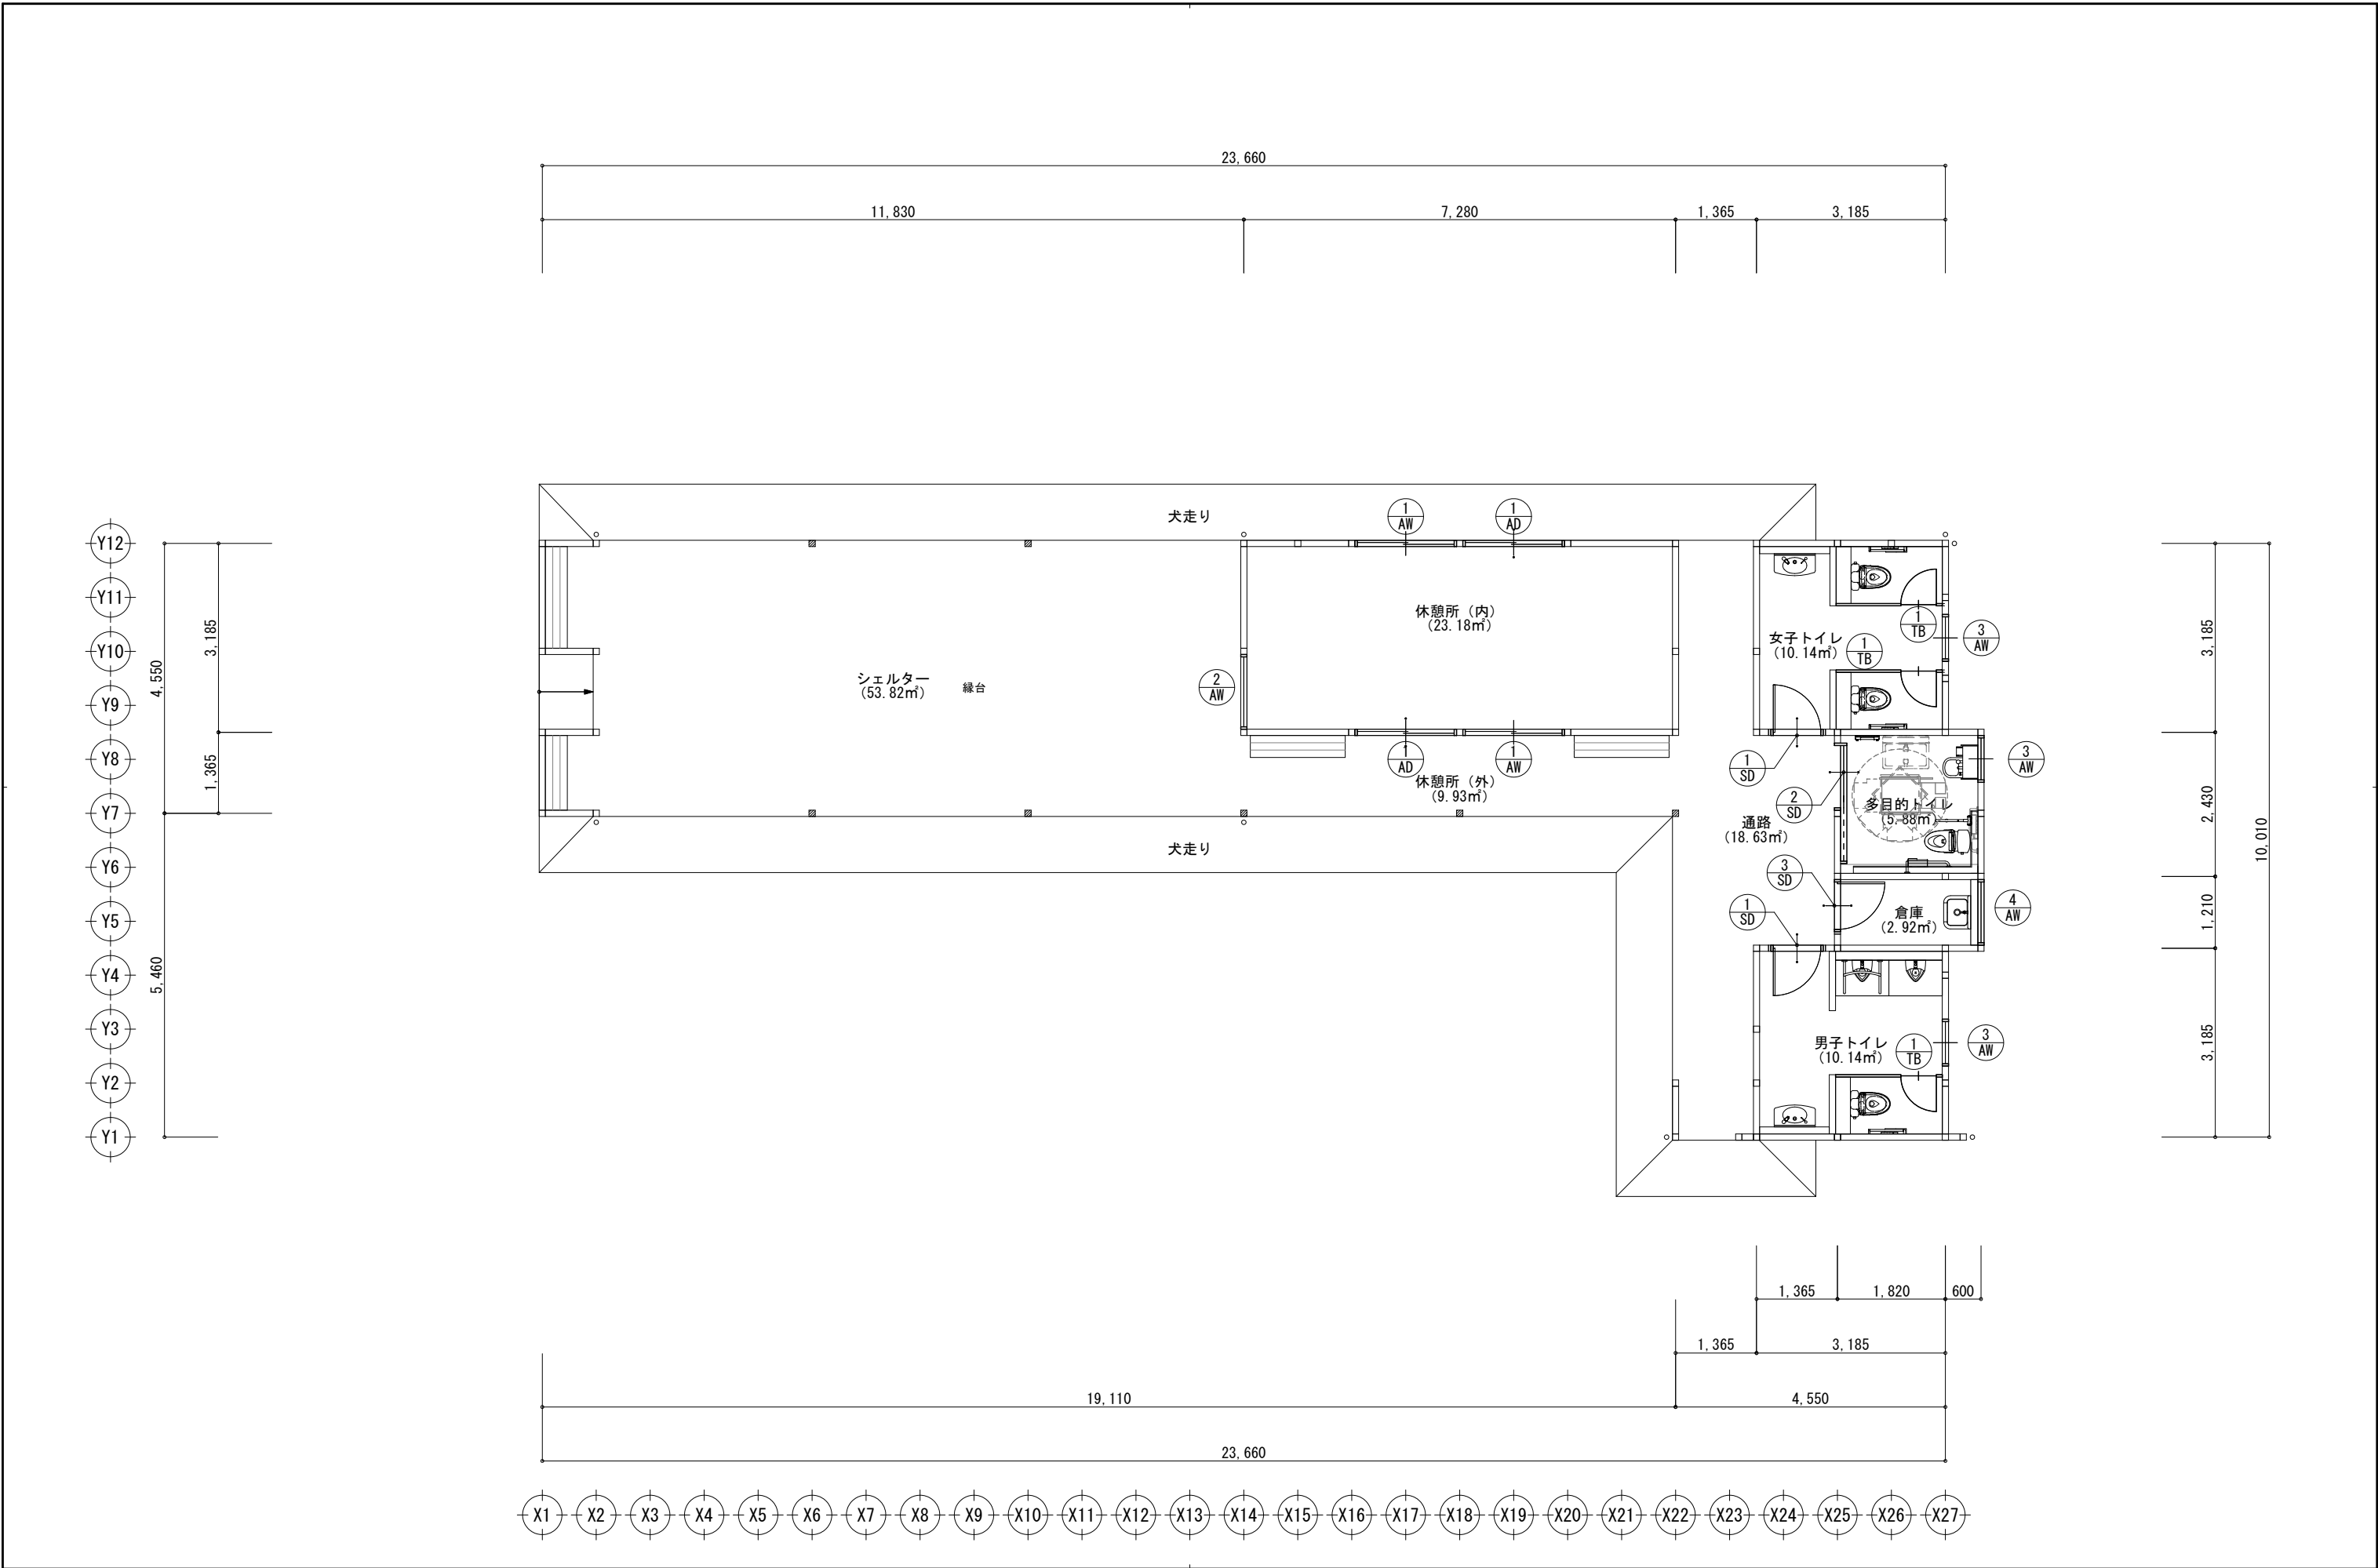 23,660
11,830
7,280
1,365
3,185
犬走り
1
AW
1
AD
Y12
Y11
Y10
Y9
Y8
Y7
Y6
Y5
Y4
Y3
Y2
Y1
4,550
5,460
3,185
1,365
シェルター
(53.82㎡)
縁台
2
AW
休憩所（内）
(23.18㎡)
1
AD
1
AW
休憩所（外）
(9.93㎡)
犬走り
女子トイレ
(10.14㎡)
1
TB
1
TB
3
AW
1
SD
2
SD
多目的トイレ
(5.88㎡)
3
AW
通路
(18.63㎡)
3
SD
1
SD
倉庫
(2.92㎡)
4
AW
男子トイレ
(10.14㎡)
1
TB
3
AW
3,185
2,430
1,210
3,185
10,010
1,365
1,820
600
1,365
3,185
19,110
4,550
23,660
X1
X2
X3
X4
X5
X6
X7
X8
X9
X10
X11
X12
X13
X14
X15
X16
X17
X18
X19
X20
X21
X22
X23
X24
X25
X26
X27